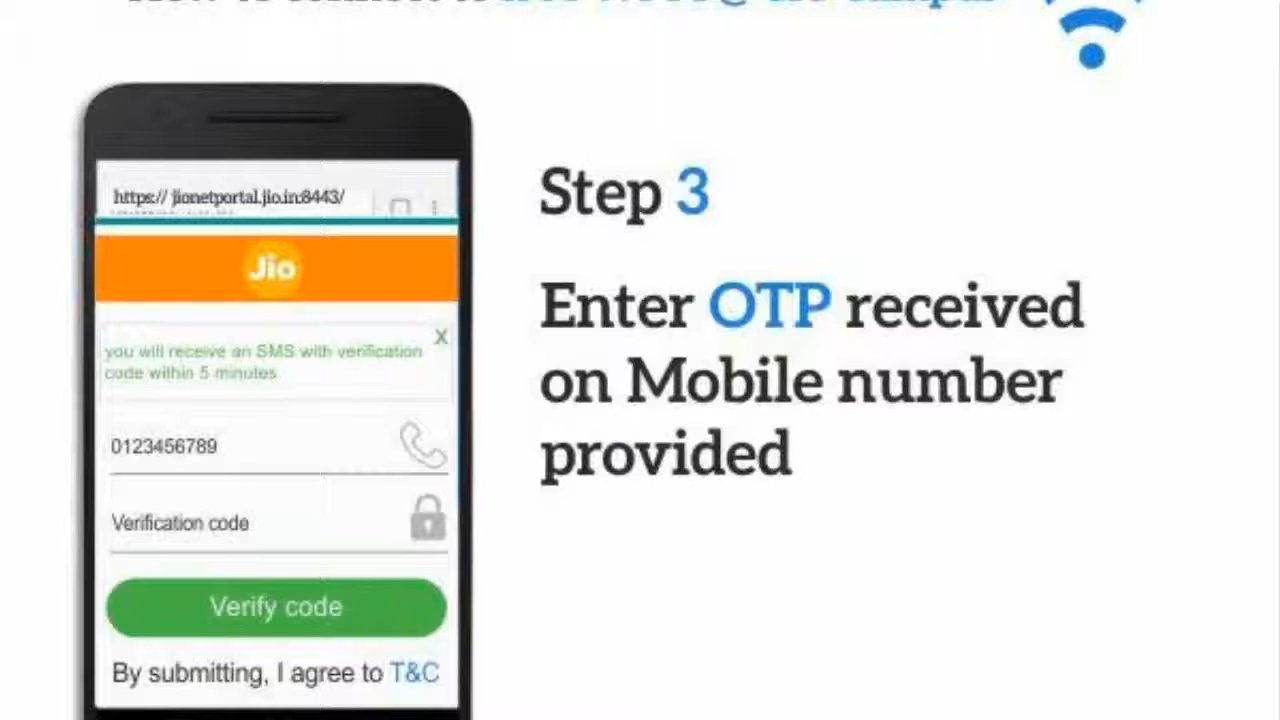 https:// jionetportal.jio.in:8443/
Jio
X
you will receive an SMS with verification
code within 5 minutes
0123456789
Verification code
Verify code
By submitting, I agree to T&C
Step 3
Enter OTP received
on Mobile number
provided